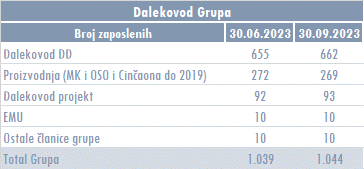 Dalekovod Grupa
Broj zaposlenih 30.06.2023 30.09.2023
Dalekovod DD 655 662
Proizvodnja (MK i OSO i Cinčaona do 2019) 272 269
Dalekovod projekt 92 93
EMU 10 10
Ostale članice grupe 10 10
Total Grupa 1.039 1.044